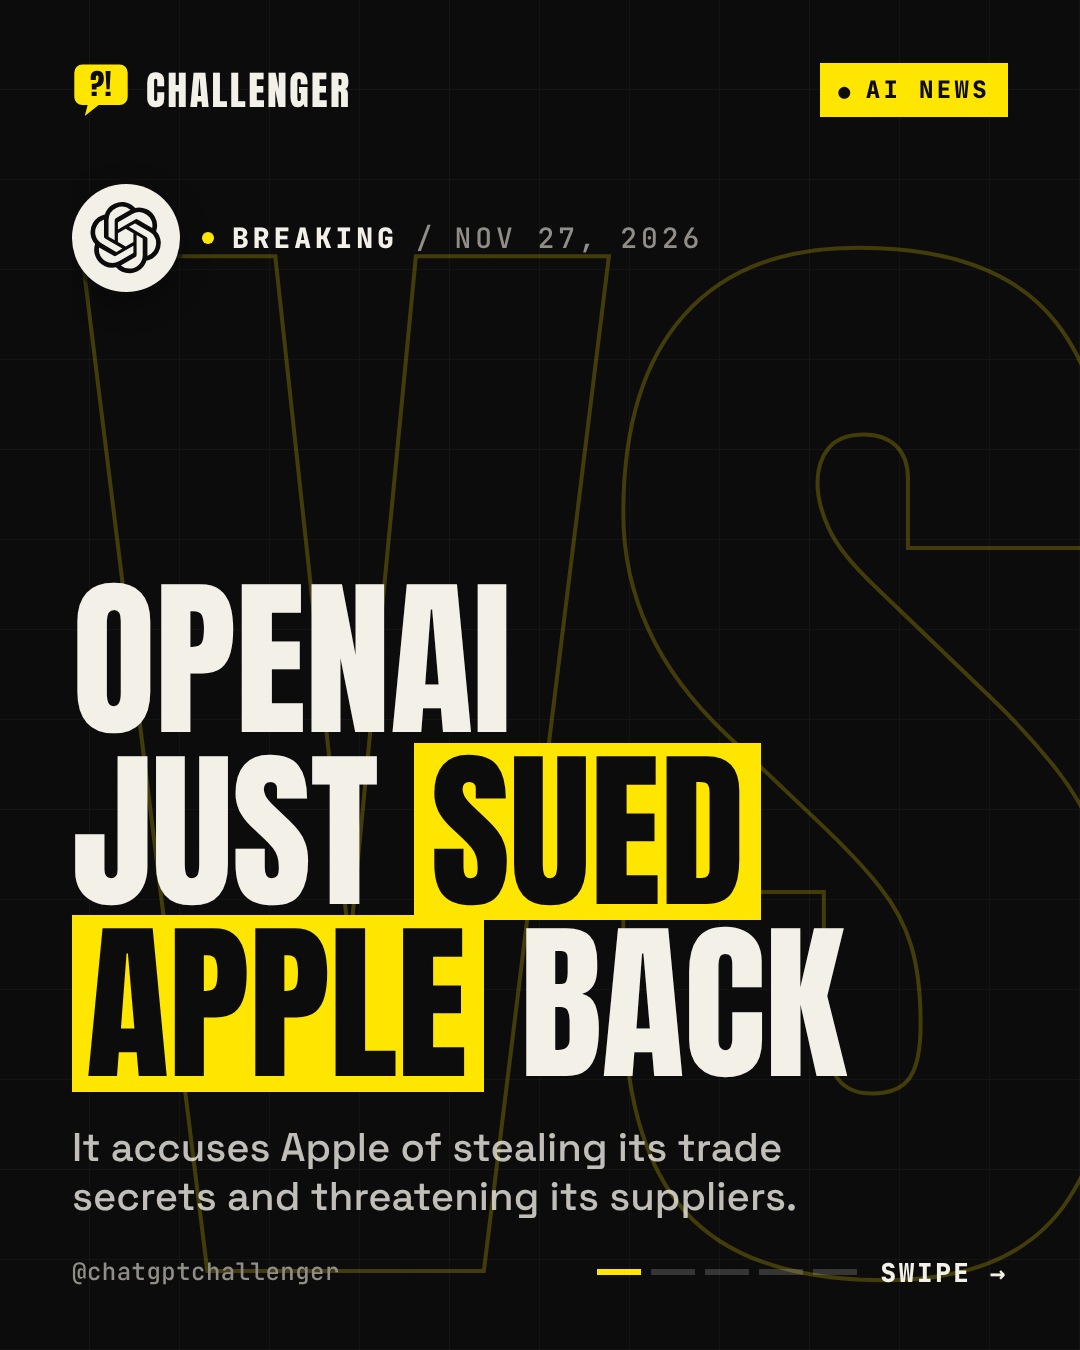 ?!
CHALLENGER
● AI NEWS
● BREAKING / NOV 27, 2026
VS
OPENAI
JUST SUED
APPLE BACK
It accuses Apple of stealing its trade
secrets and threatening its suppliers.
@chatgptchallenger
SWIPE →